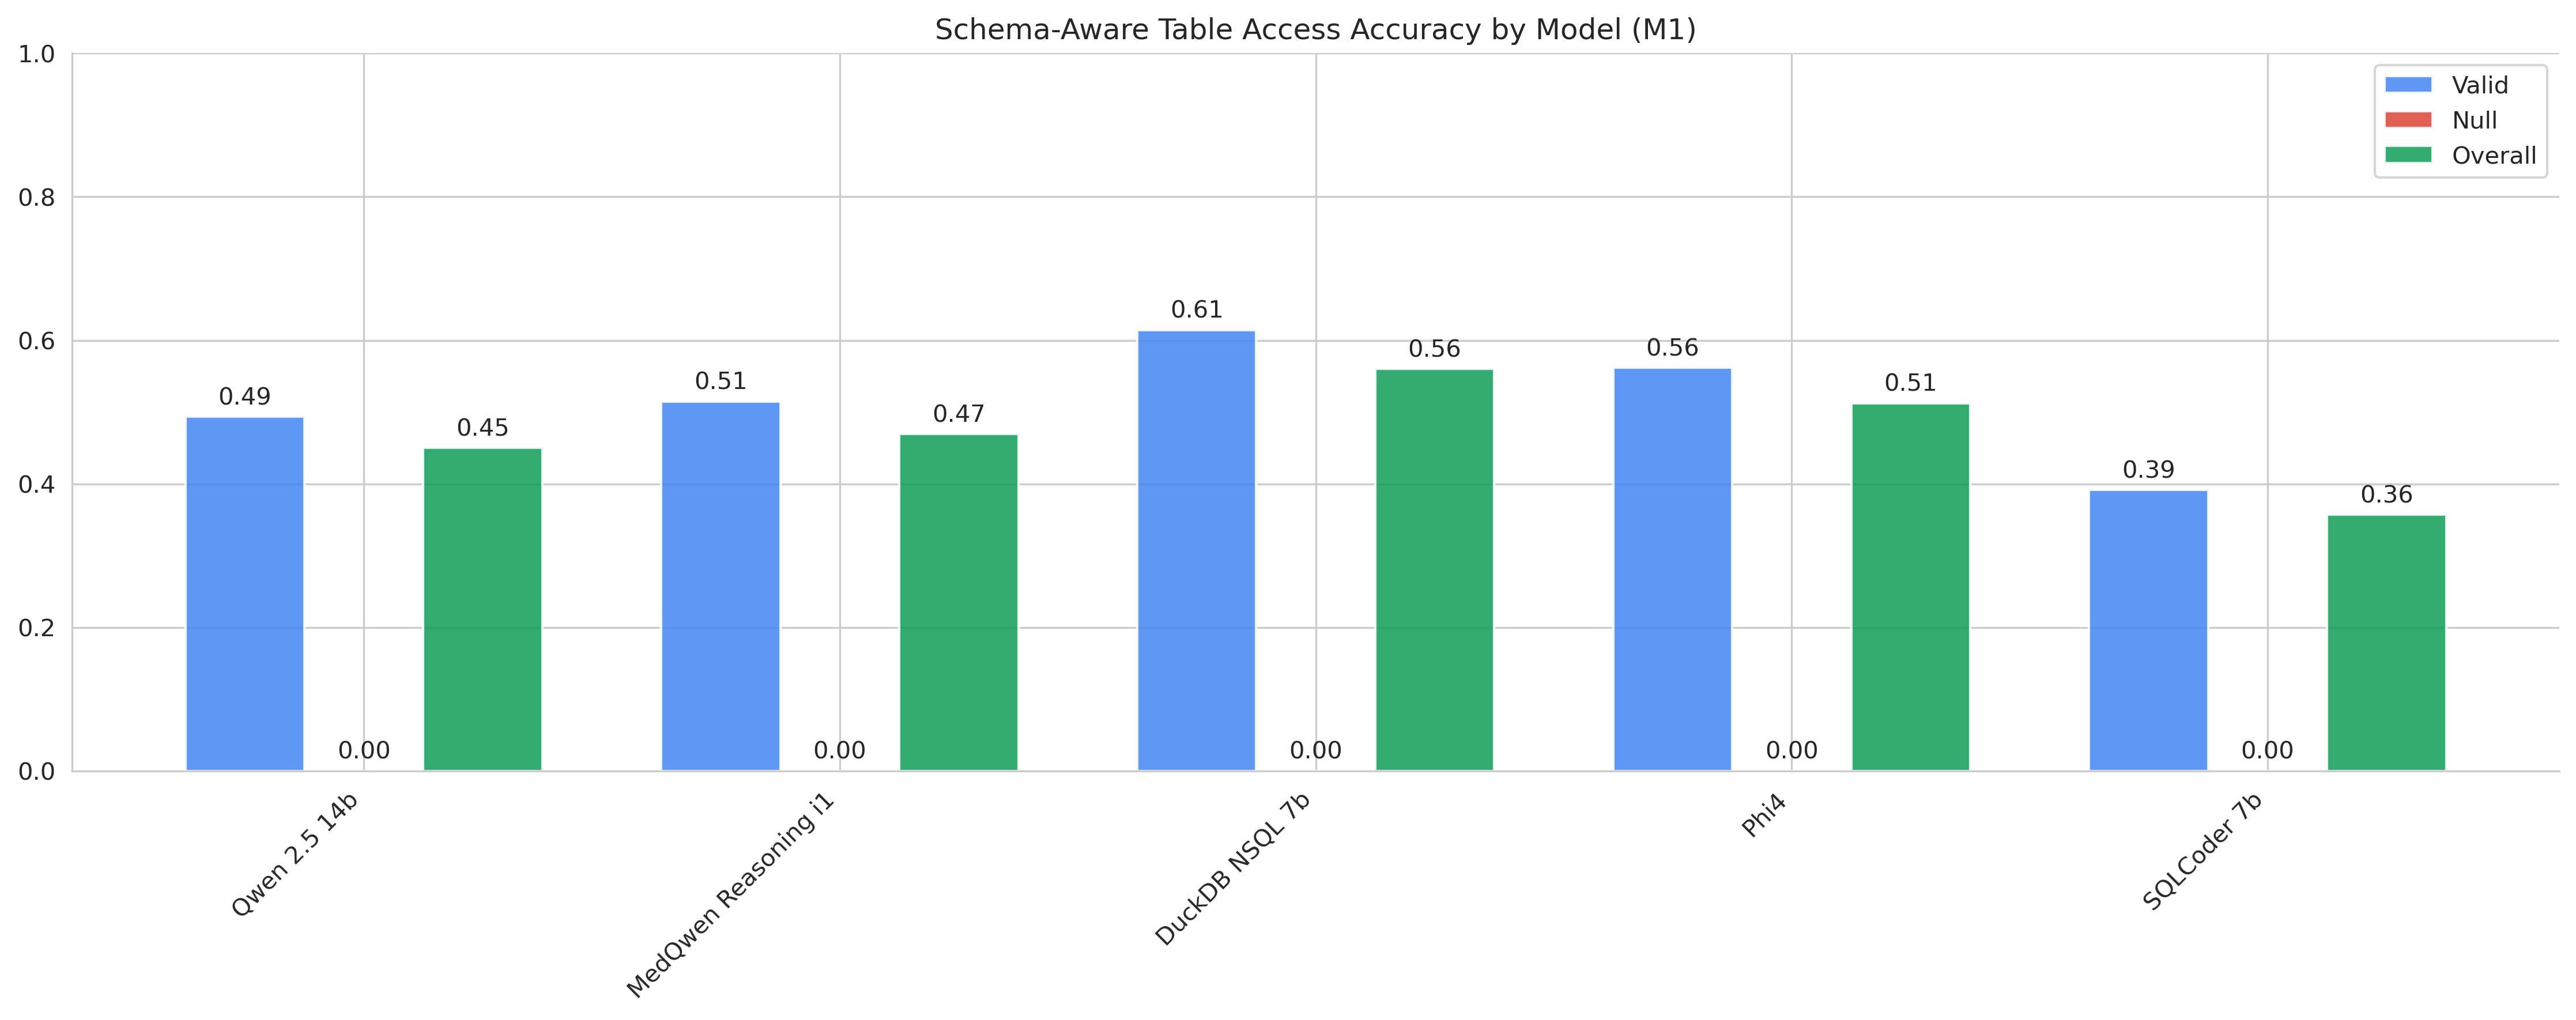 Schema-Aware Table Access Accuracy by Model (M1)
1.0
0.8
0.6
0.4
0.2
0.0
Valid
Null
Overall
0.49
0.00
0.45
0.51
0.00
0.47
0.61
0.00
0.56
0.56
0.00
0.51
0.39
0.00
0.36
Qwen 2.5 14b
MedQwen Reasoning i1
DuckDB NSQL 7b
Phi4
SQLCoder 7b